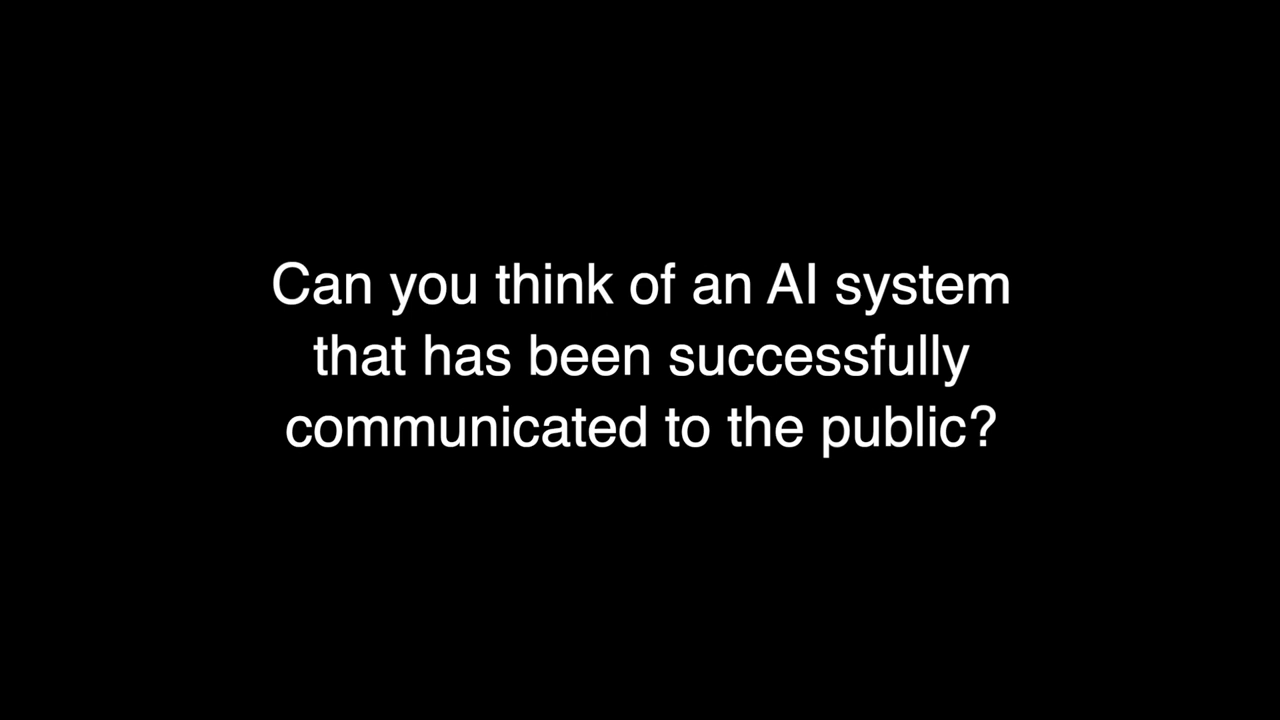 Can you think of an AI system
that has been successfully
communicated to the public?